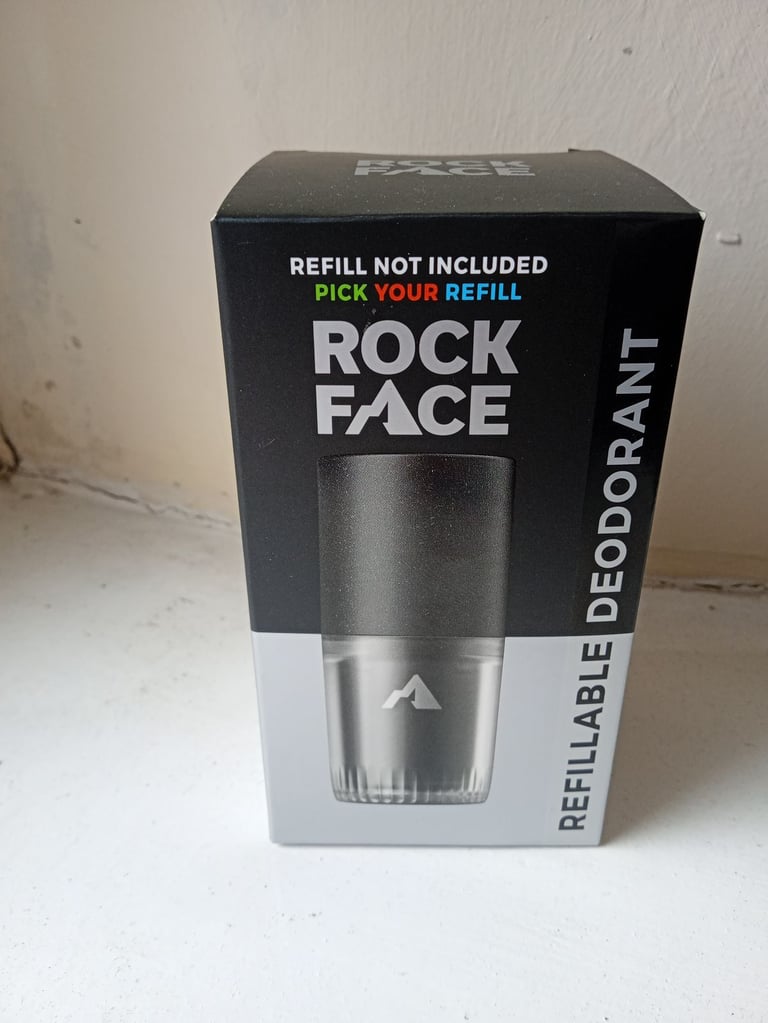 ROCK
FACE
REFILL NOT INCLUDED
PICK YOUR REFILL
ROCK
FACE
REFILLABLE DEODORANT